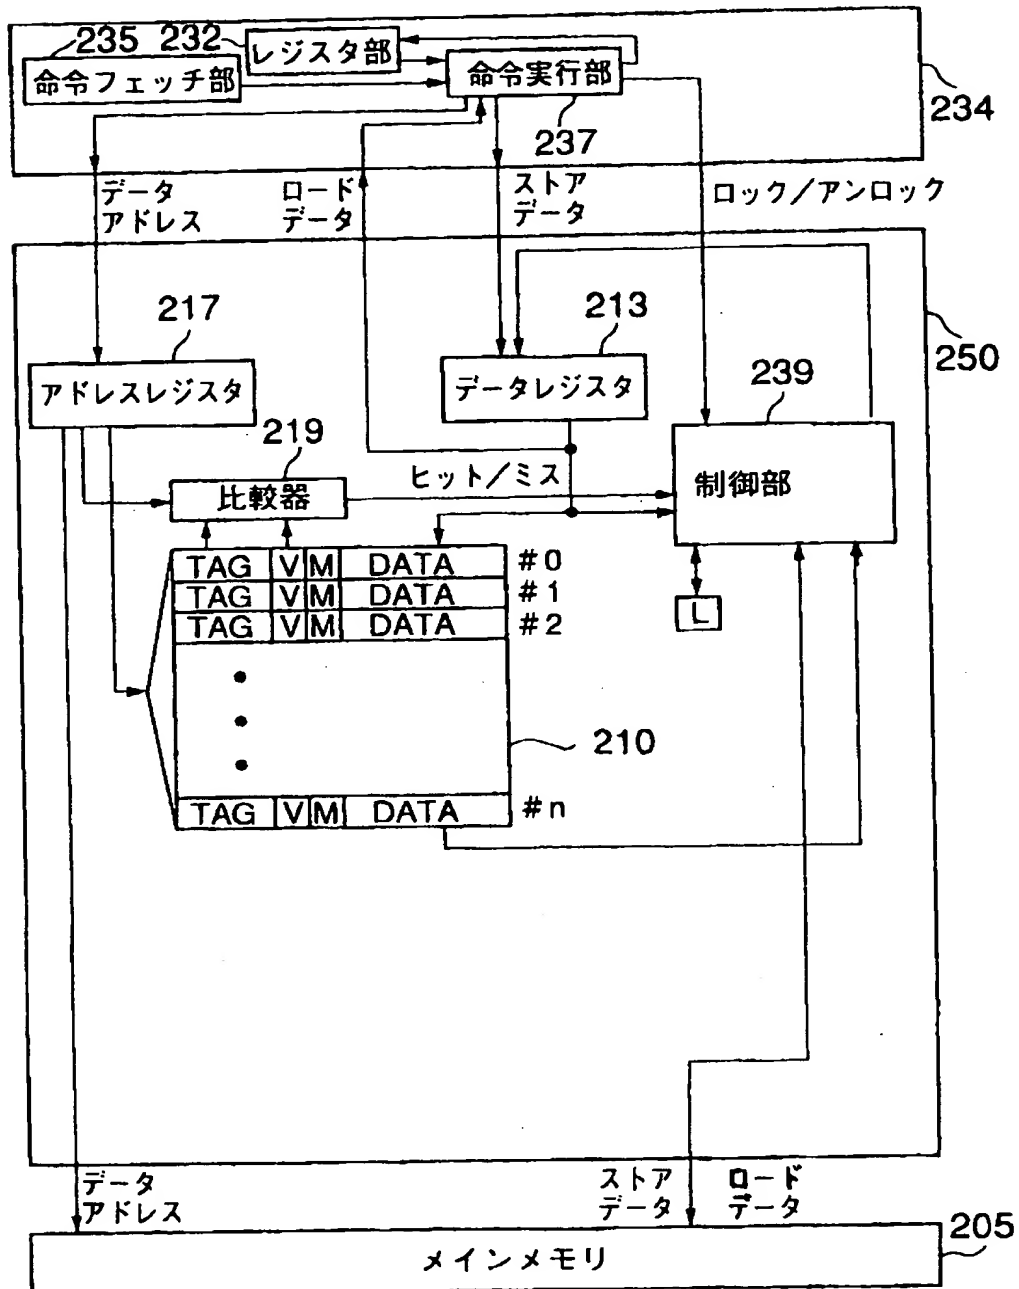 235
232
レジスタ部
命令フェッチ部
命令実行部
237
234
データ
アドレス
ロード
データ
ストア
データ
ロック/アンロック
217
213
250
アドレスレジスタ
データレジスタ
239
219
比較器
ヒット/ミス
制御部
TAG V M DATA #0
TAG V M DATA #1
TAG V M DATA #2
L
210
TAG V M DATA #n
データ
アドレス
ストア
データ
ロード
データ
205
メインメモリ